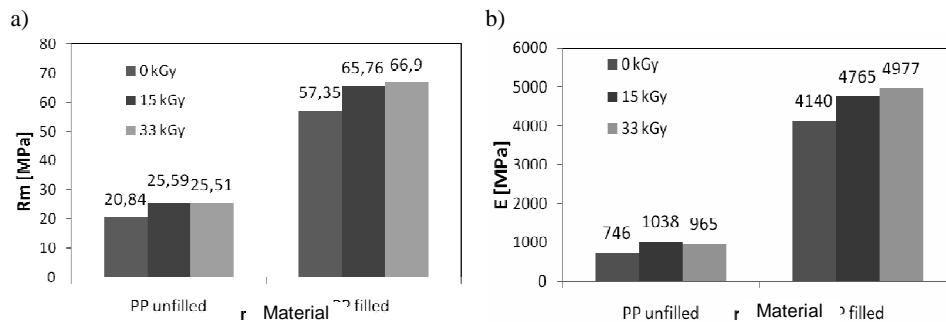 a)
80
70
60
50
40
30
20
10
0
Rm [MPa]
0 kGy
15 kGy
33 kGy
20,84
25,59
25,51
57,35
65,76
66,9
PP unfilled
Material
filled
b)
6000
5000
4000
3000
2000
1000
0
E [MPa]
0 kGy
15 kGy
33 kGy
746
1038
965
4140
4765
4977
PP unfilled
Material
filled